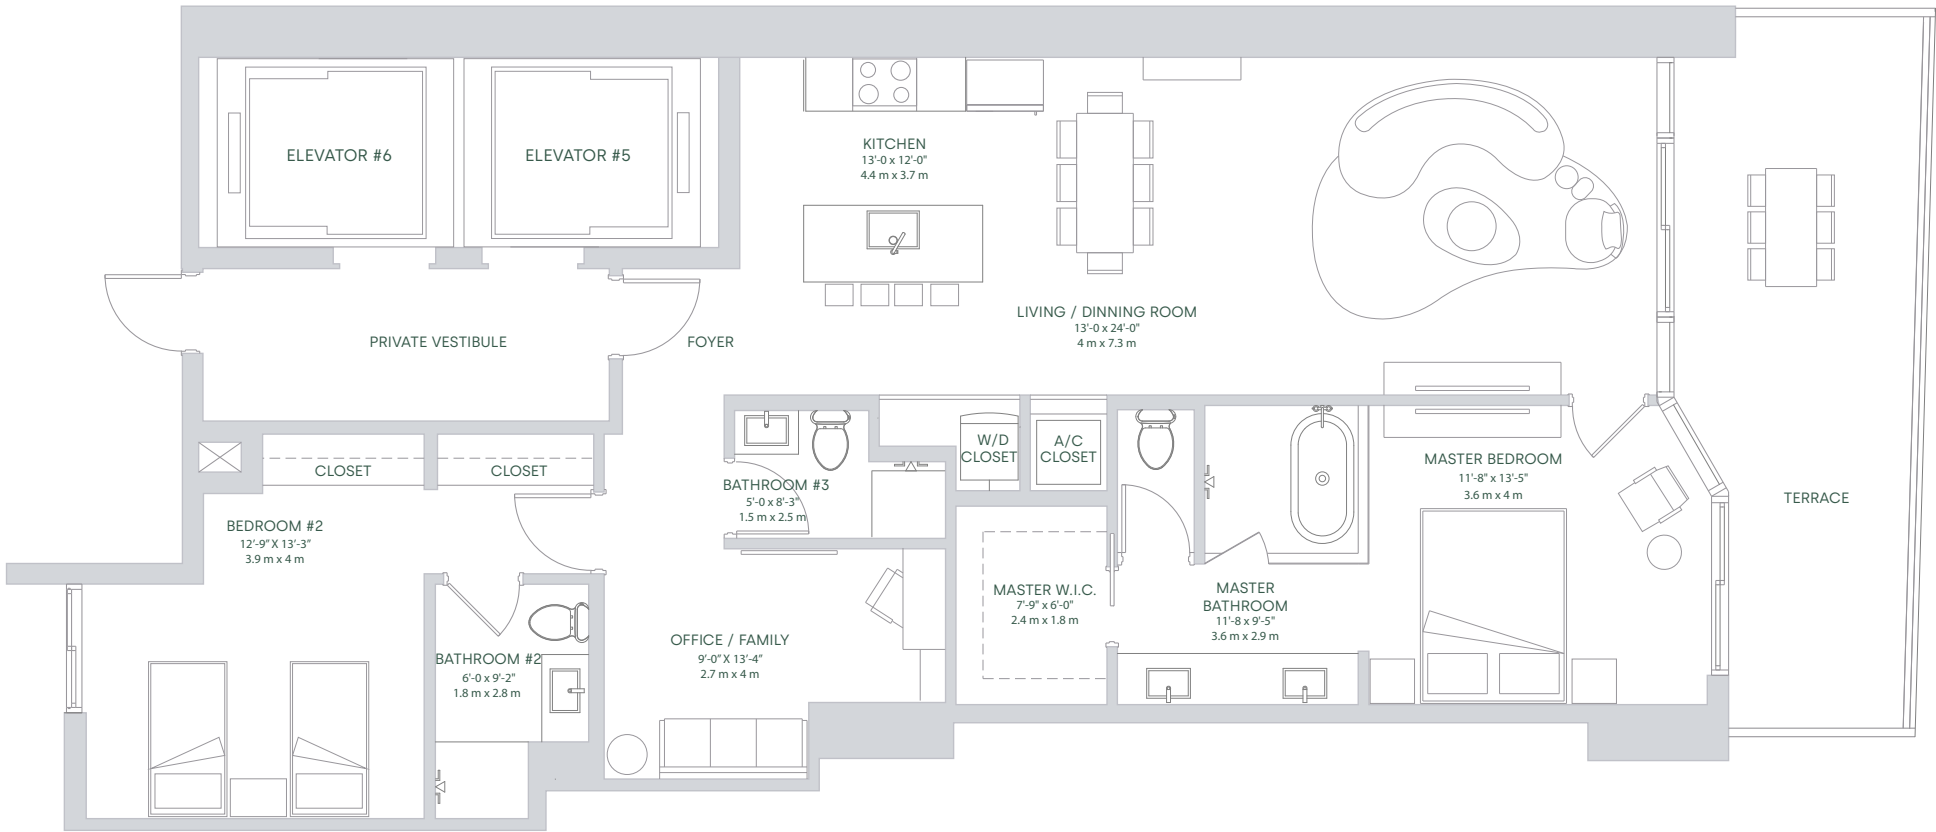 ELEVATOR #6
ELEVATOR #5
KITCHEN
13'-0 x 12'-0"
4.4 m x 3.7 m
LIVING / DINNING ROOM
13'-0 x 24'-0"
4 m x 7.3 m
PRIVATE VESTIBULE
FOYER
CLOSET
CLOSET
W/D
CLOSET
A/C
CLOSET
MASTER BEDROOM
11'-8" x 13'-5"
3.6 m x 4 m
TERRACE
BATHROOM #3
5'-0 x 8'-3"
1.5 m x 2.5 m
BEDROOM #2
12'-9" X 13'-3"
3.9 m x 4 m
MASTER W.I.C.
7'-9" x 6'-0"
2.4 m x 1.8 m
MASTER
BATHROOM
11'-8 x 9'-5"
3.6 m x 2.9 m
OFFICE / FAMILY
9'-0" X 13'-4"
2.7 m x 4 m
BATHROOM #2
6'-0 x 9'-2"
1.8 m x 2.8 m